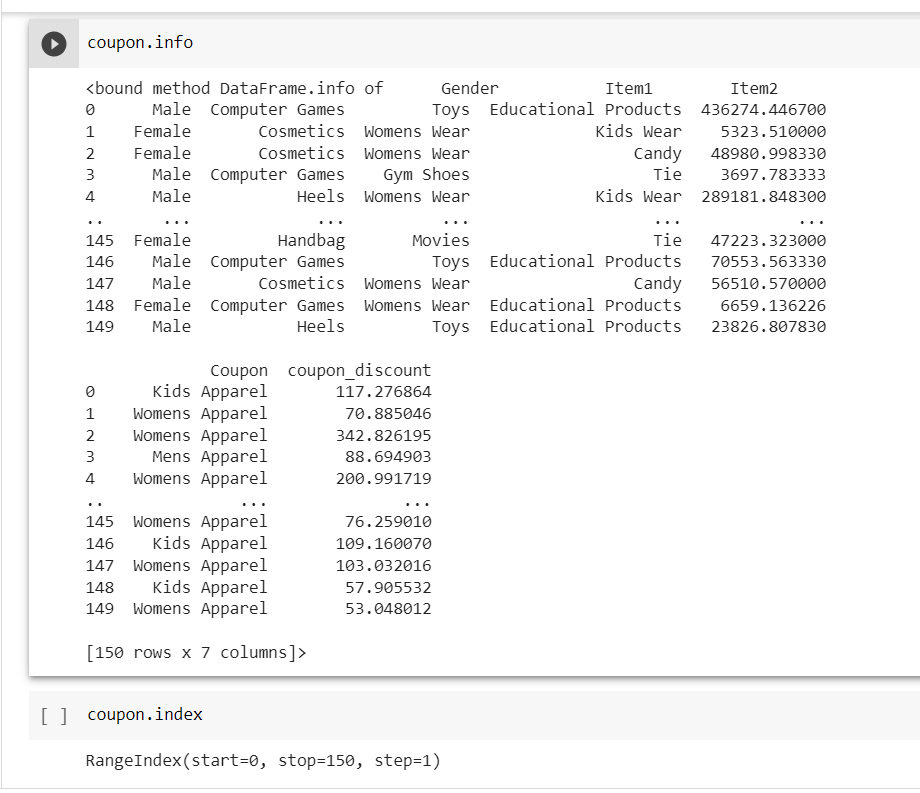 coupon.info
<bound method DataFrame.info of      Gender           Item1        Item2
0      Male  Computer Games         Toys  Educational Products  436274.446700
1    Female       Cosmetics  Womens Wear             Kids Wear    5323.510000
2    Female       Cosmetics  Womens Wear                 Candy   48980.998330
3      Male  Computer Games    Gym Shoes                   Tie    3697.783333
4      Male           Heels  Womens Wear             Kids Wear  289181.848300
..      ...             ...          ...                   ...            ...
145  Female         Handbag       Movies                   Tie   47223.323000
146    Male  Computer Games         Toys  Educational Products   70553.563330
147    Male       Cosmetics  Womens Wear                 Candy   56510.570000
148  Female  Computer Games  Womens Wear  Educational Products    6659.136226
149    Male           Heels         Toys  Educational Products   23826.807830
Coupon  coupon_discount
0      Kids Apparel       117.276864
1    Womens Apparel        70.885046
2    Womens Apparel       342.826195
3      Mens Apparel        88.694903
4    Womens Apparel       200.991719
..              ...              ...
145  Womens Apparel        76.259010
146    Kids Apparel       109.160070
147  Womens Apparel       103.032016
148    Kids Apparel        57.905532
149  Womens Apparel        53.048012
[150 rows x 7 columns]>
[ ] coupon.index
RangeIndex(start=0, stop=150, step=1)